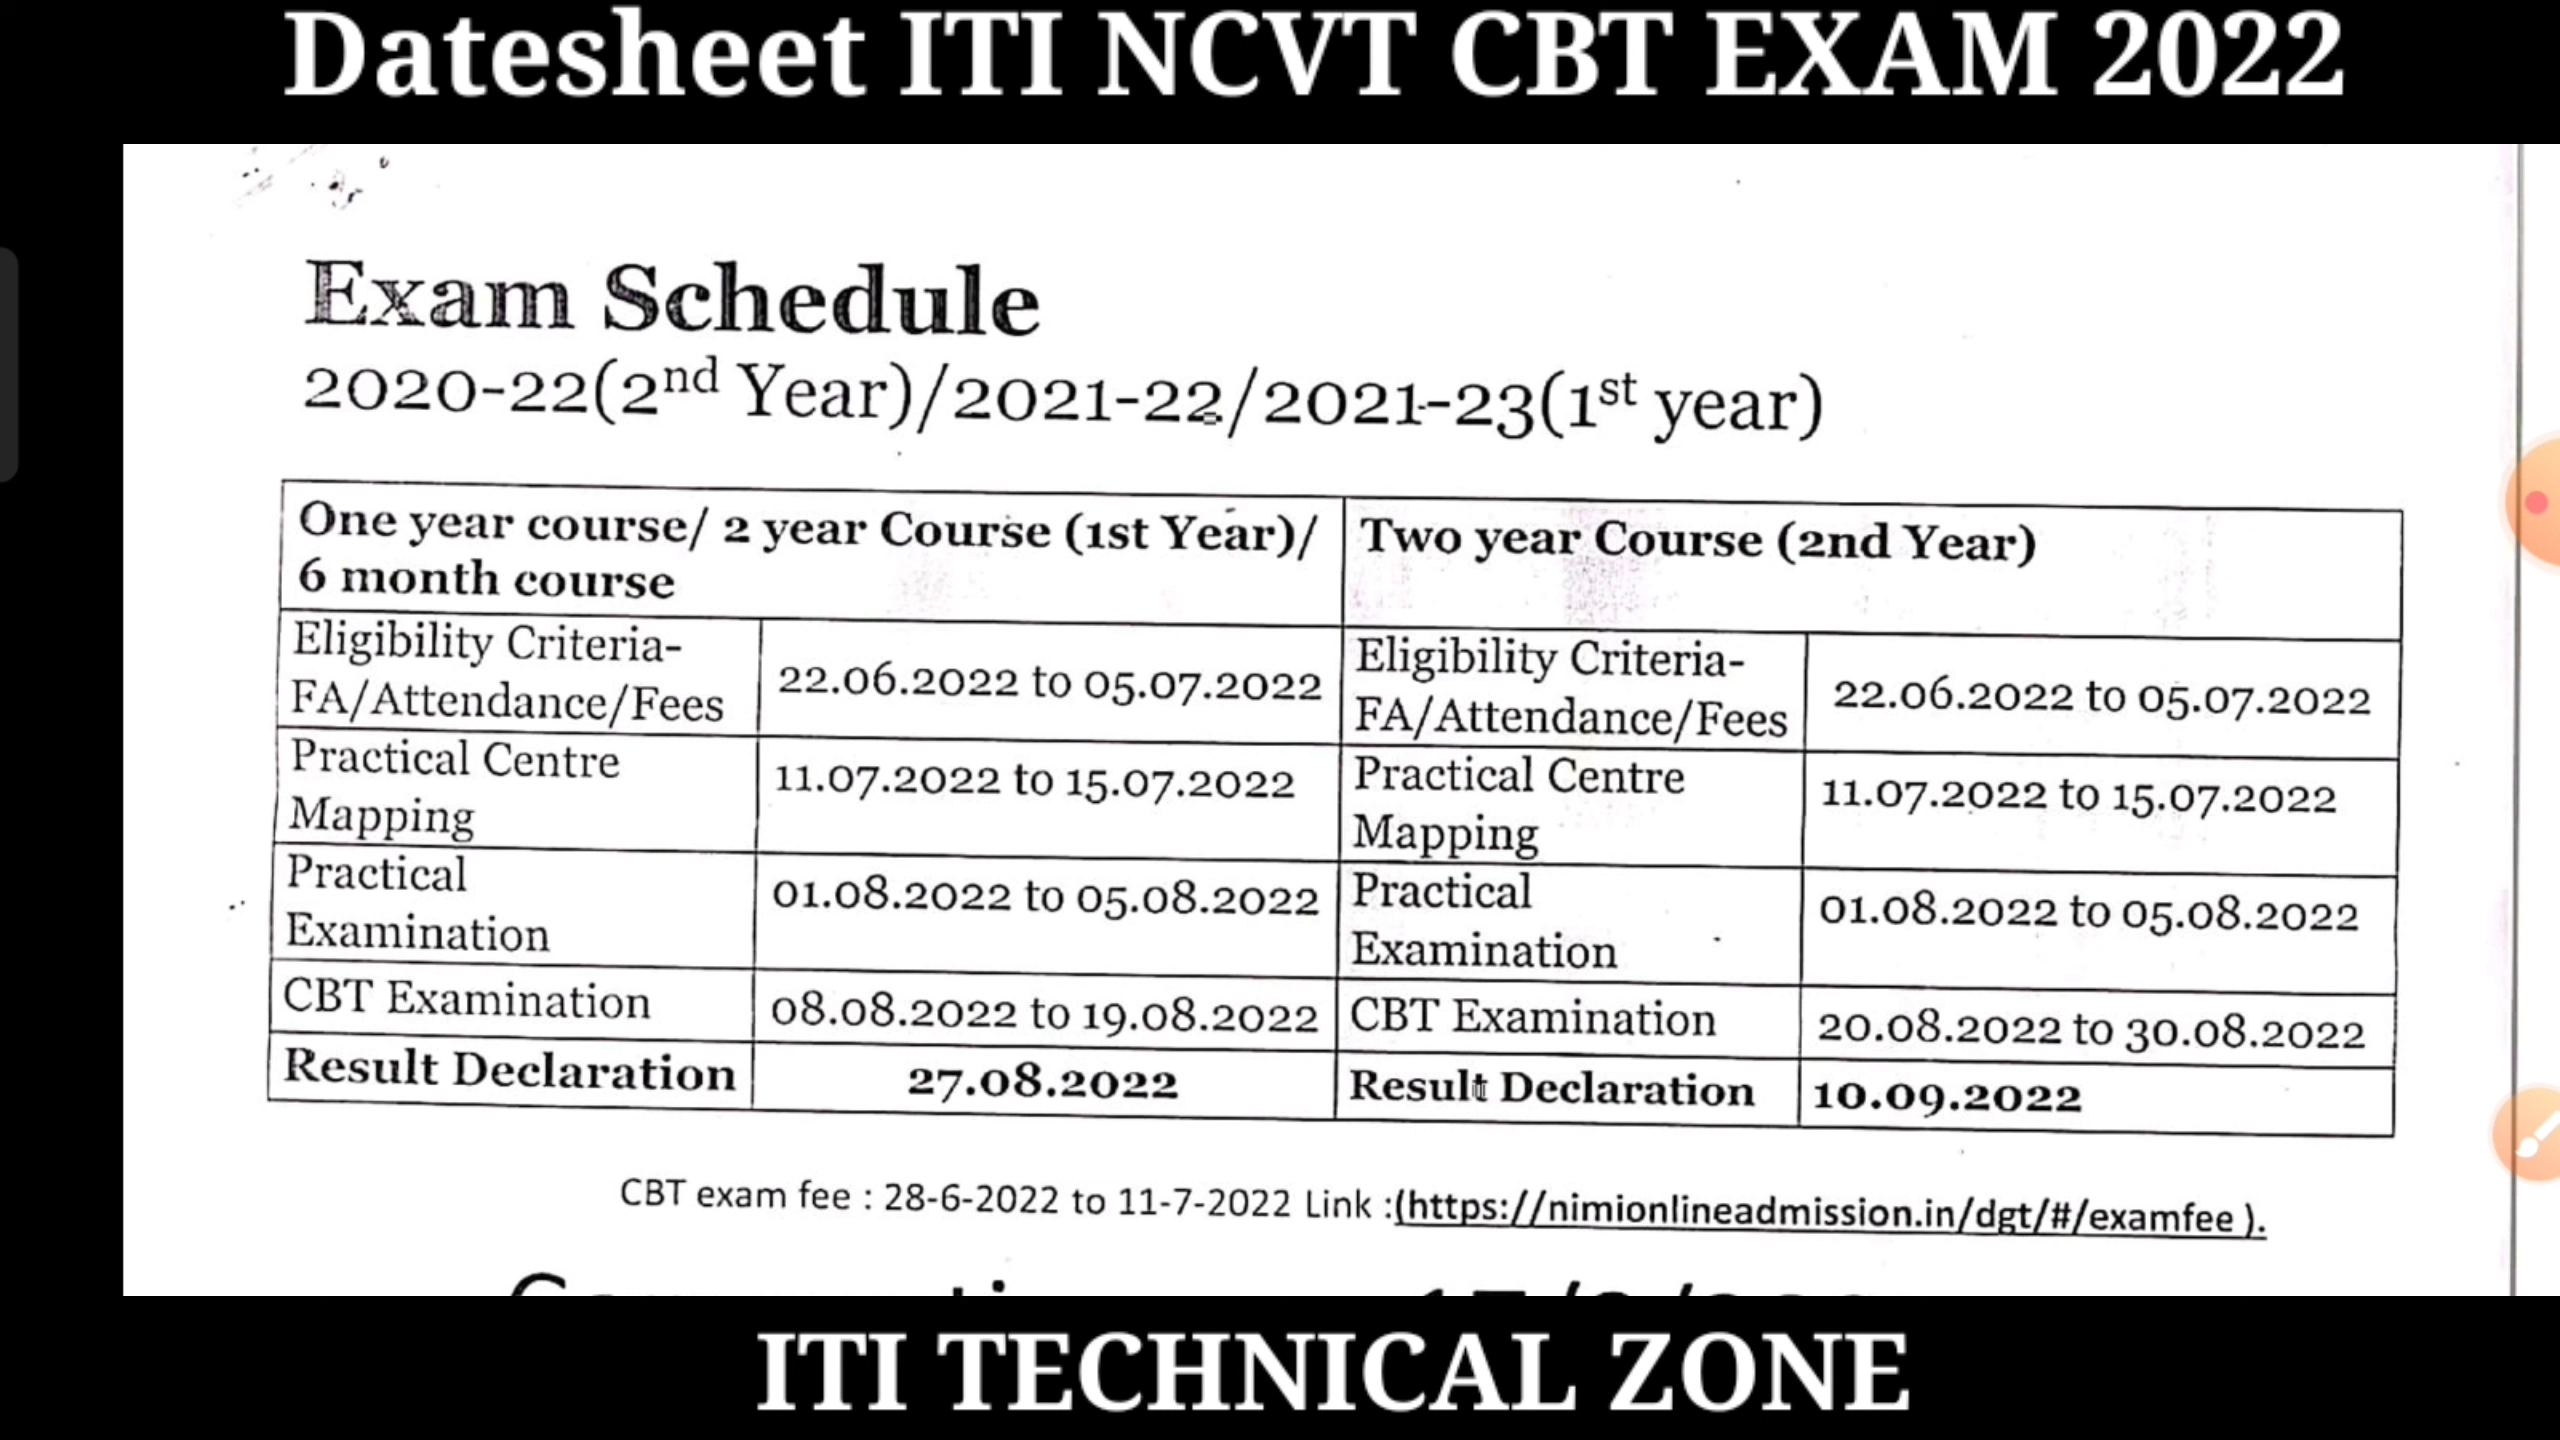 Datesheet ITI NCVT CBT EXAM 2022
Exam Schedule
2020-22(2nd Year)/2021-22/2021-23(1st year)
One year course/ 2 year Course (1st Year)/
6 month course
Two year Course (2nd Year)
Eligibility Criteria-
FA/Attendance/Fees
22.06.2022 to 05.07.2022
Eligibility Criteria-
FA/Attendance/Fees
22.06.2022 to 05.07.2022
Practical Centre
Mapping
11.07.2022 to 15.07.2022
Practical Centre
Mapping
11.07.2022 to 15.07.2022
Practical
Examination
01.08.2022 to 05.08.2022
Practical
Examination
01.08.2022 to 05.08.2022
CBT Examination
08.08.2022 to 19.08.2022
CBT Examination
20.08.2022 to 30.08.2022
Result Declaration
27.08.2022
Result Declaration
10.09.2022
CBT exam fee : 28-6-2022 to 11-7-2022 Link :(https://nimionlineadmission.in/dgt/#/examfee ).
ITI TECHNICAL ZONE